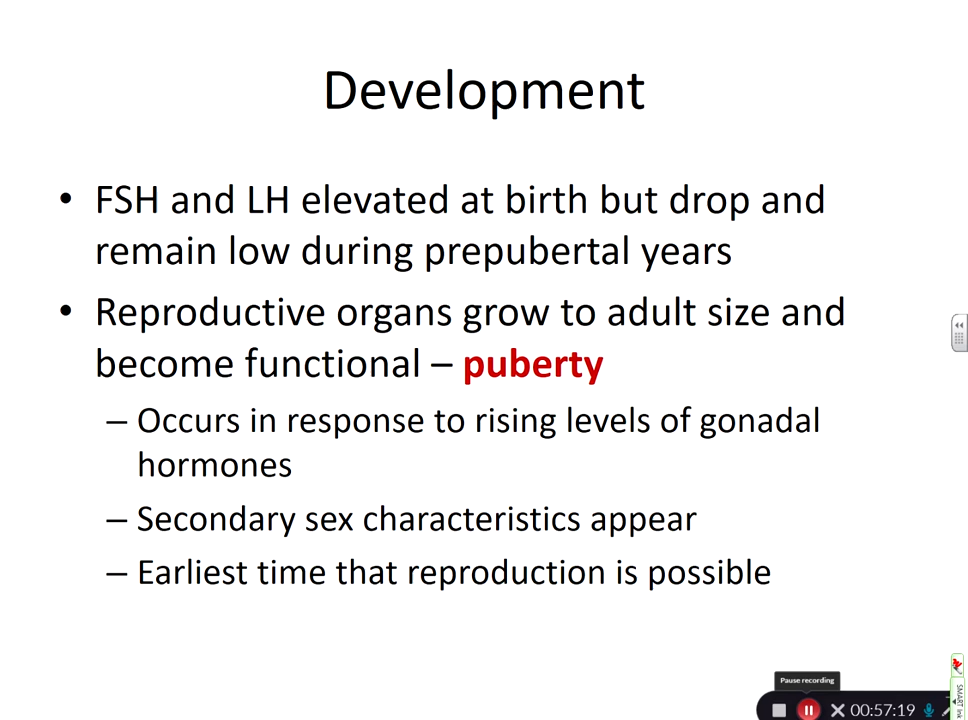 Development
• FSH and LH elevated at birth but drop and
remain low during prepubertal years
• Reproductive organs grow to adult size and
become functional – puberty
– Occurs in response to rising levels of gonadal
hormones
– Secondary sex characteristics appear
– Earliest time that reproduction is possible
Pause recording
00:57:19
SMART Ink